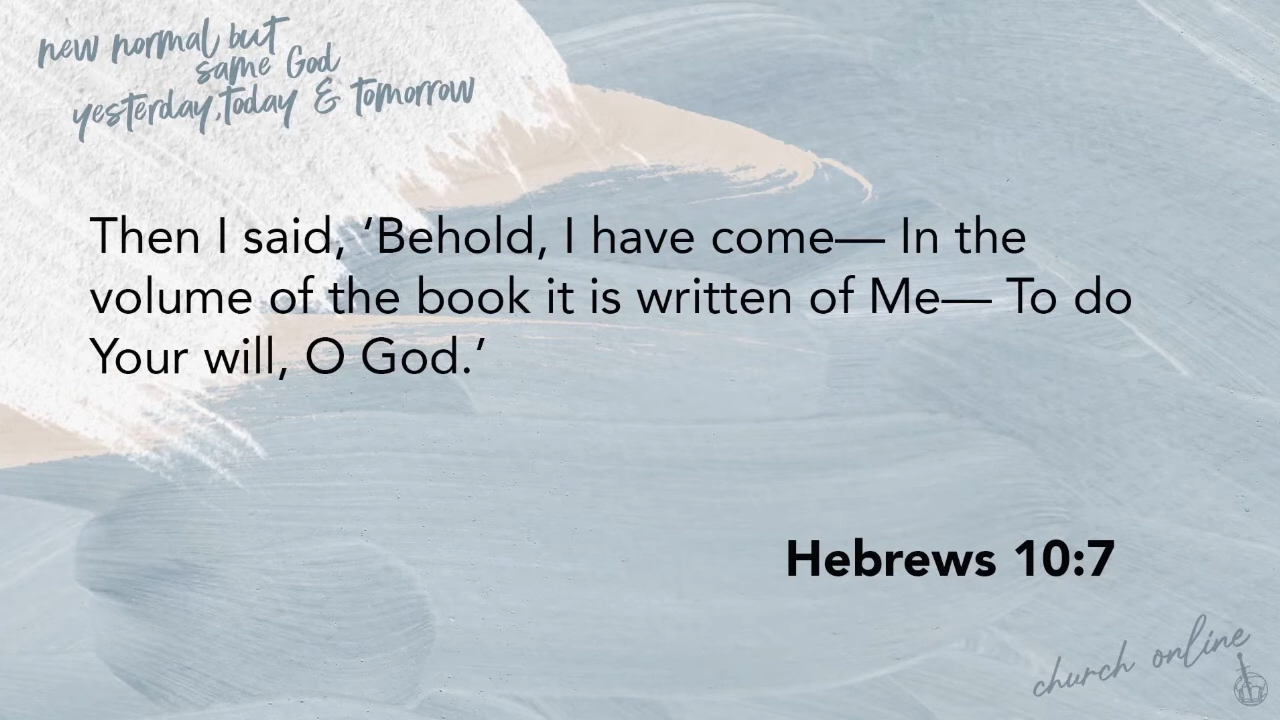 new normal but
same God
yesterday, today & tomorrow
Then I said, ‘Behold, I have come— In the
volume of the book it is written of Me— To do
Your will, O God.’
Hebrews 10:7
church online